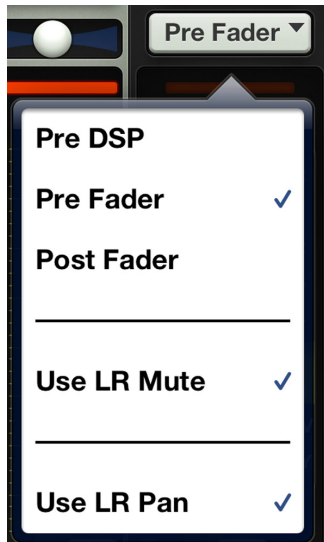 Pre Fader
Pre DSP
Pre Fader
Post Fader
Use LR Mute
Use LR Pan